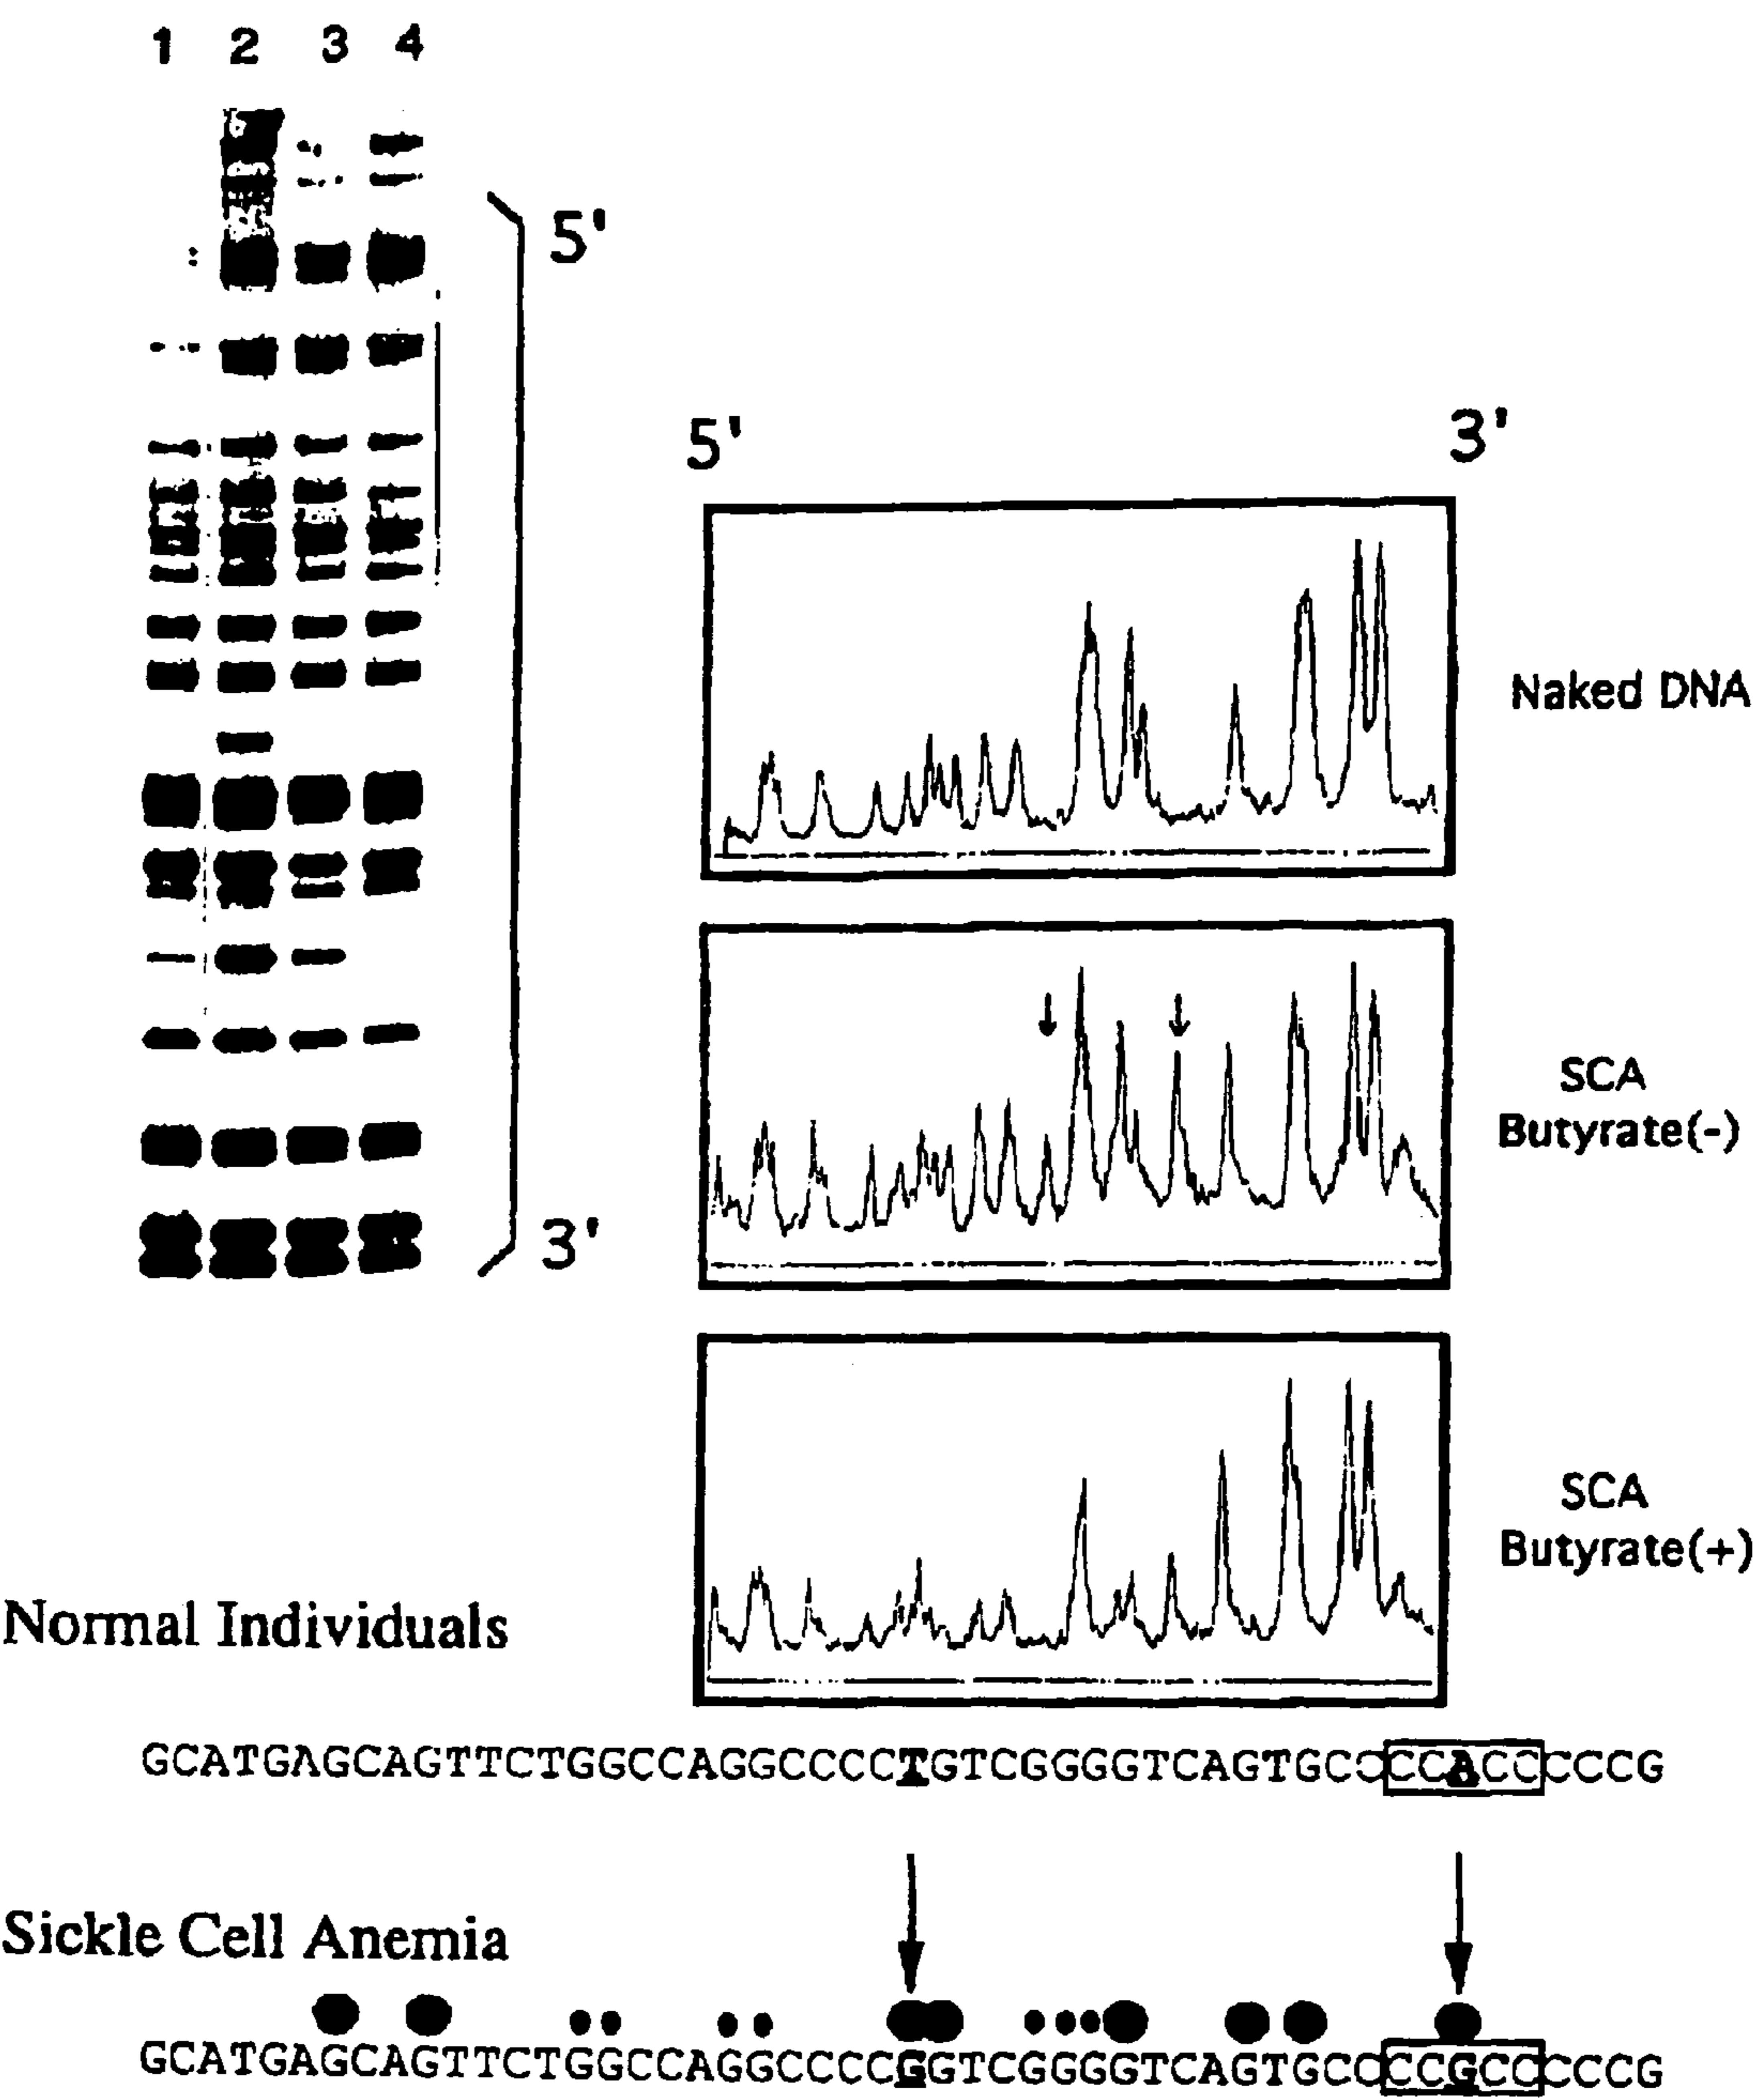 1 2 3 4
5'
3'
5' 3'
Naked DNA
SCA
Butyrate(-)
SCA
Butyrate(+)
Normal Individuals
GCATGAGCAGTTCTGGCCAGGCCCCTGTCGGGGTCAGTGCCCCACCCCCG
Sickle Cell Anemia
GCATGAGCAGTTCTGGCCAGGCCCCGGTCGGGGTCAGTGCCCCGCCCCCG